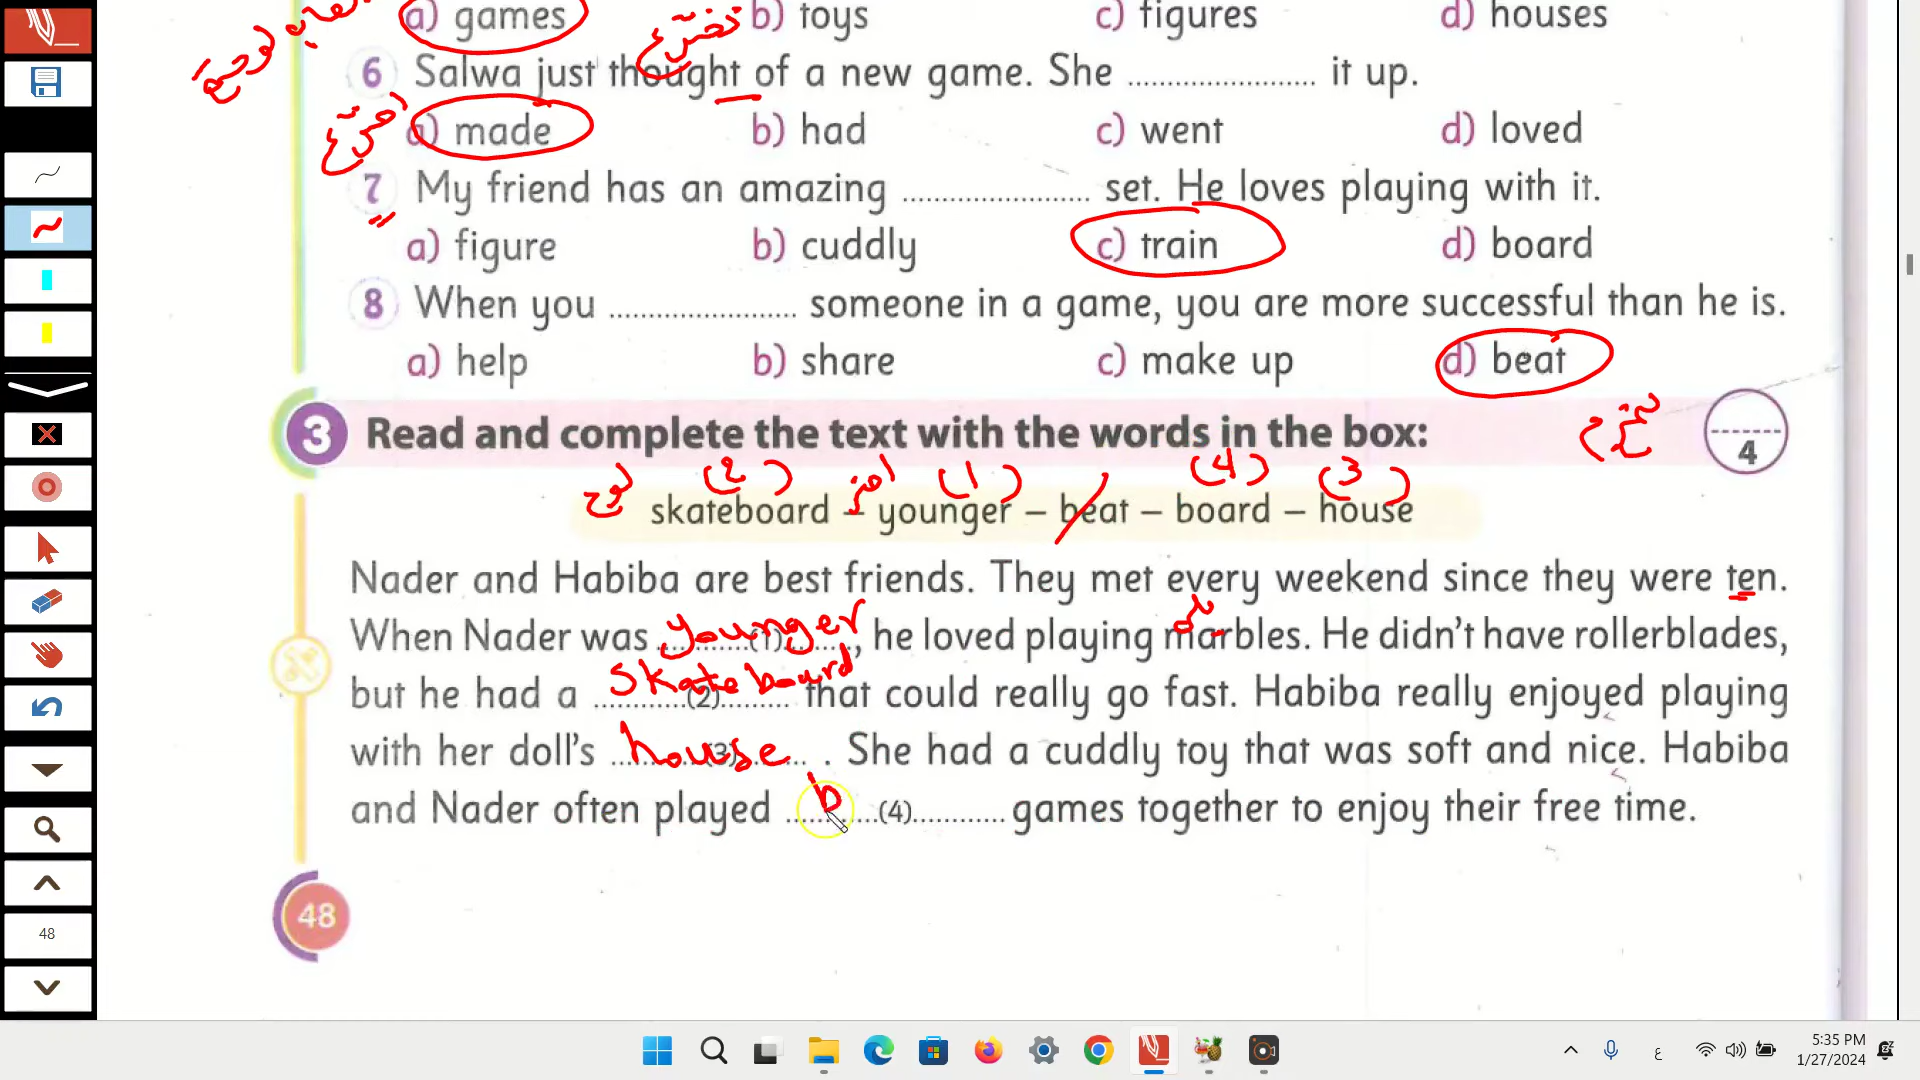 a) games b) toys c) figures d) houses
6 Salwa just thought of a new game. She ........................ it up.
a) made b) had c) went d) loved
7 My friend has an amazing ........................ set. He loves playing with it.
a) figure b) cuddly c) train d) board
8 When you ........................ someone in a game, you are more successful than he is.
a) help b) share c) make up d) beat
3 Read and complete the text with the words in the box:
4
(2) (1) (4) (3)
skateboard – younger – beat – board – house
Nader and Habiba are best friends. They met every weekend since they were ten.
When Nader was younger (1), he loved playing marbles. He didn't have rollerblades,
but he had a skateboard (2) that could really go fast. Habiba really enjoyed playing
with her doll's house (3) . She had a cuddly toy that was soft and nice. Habiba
and Nader often played b (4) games together to enjoy their free time.
48
48
ع
5:35 PM
1/27/2024